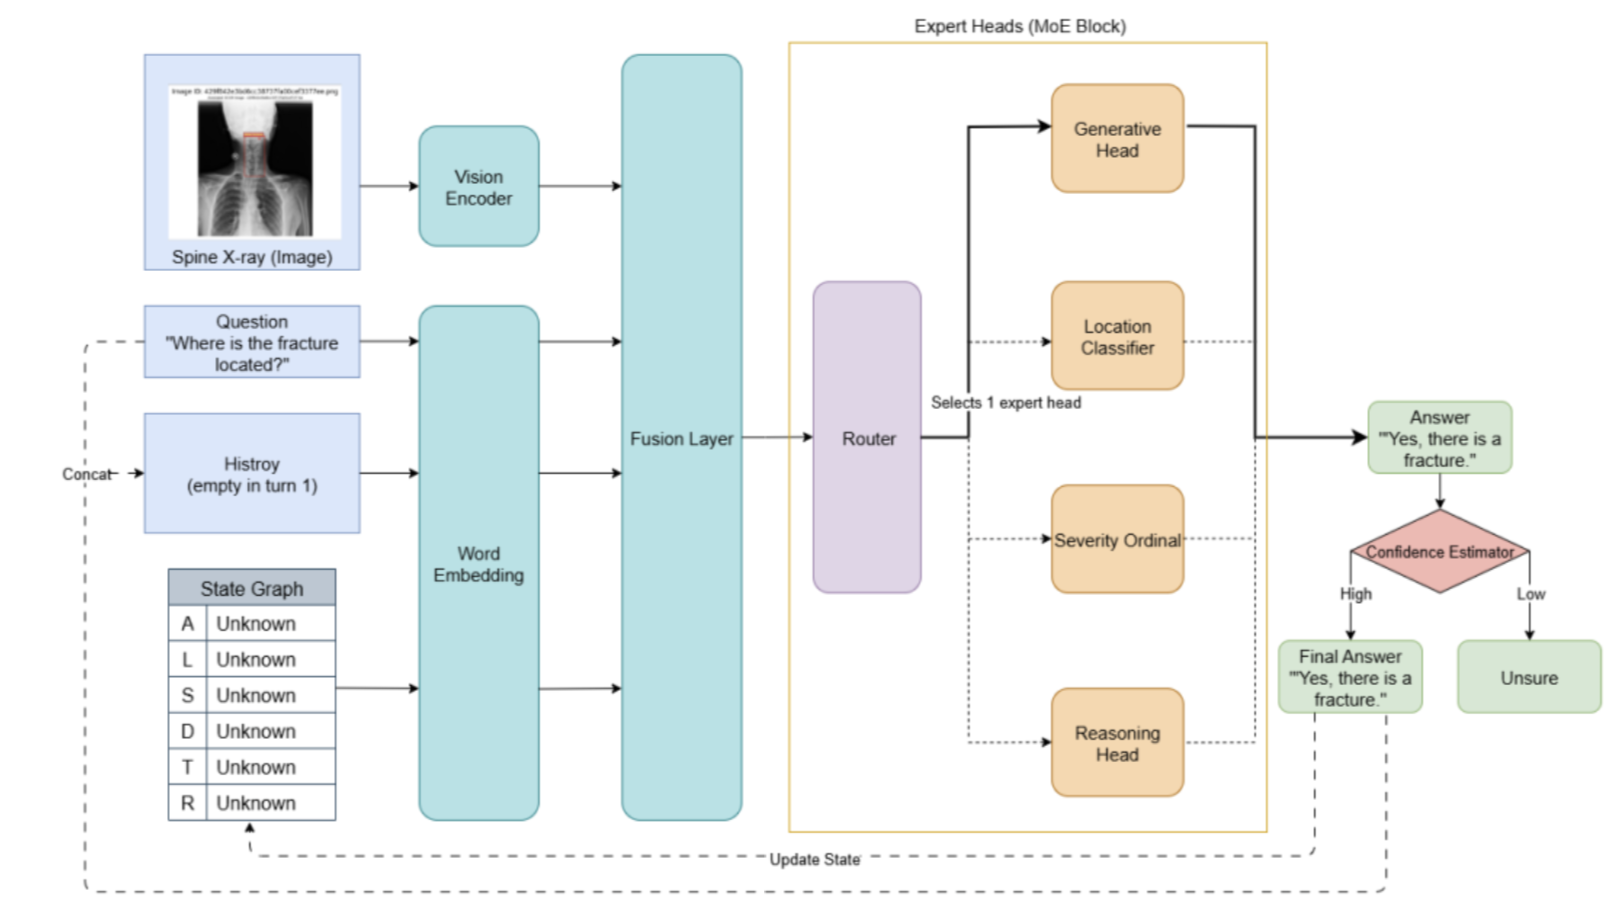 Expert Heads (MoE Block)
Spine X-ray (Image)
Vision
Encoder
Question
"Where is the fracture
located?"
Concat
Histroy
(empty in turn 1)
State Graph
A Unknown
L Unknown
S Unknown
D Unknown
T Unknown
R Unknown
Word
Embedding
Fusion Layer
Router
Selects 1 expert head
Generative
Head
Location
Classifier
Severity Ordinal
Reasoning
Head
Answer
'"Yes, there is a
fracture."
Confidence Estimator
High
Low
Final Answer
'"Yes, there is a
fracture."
Unsure
Update State